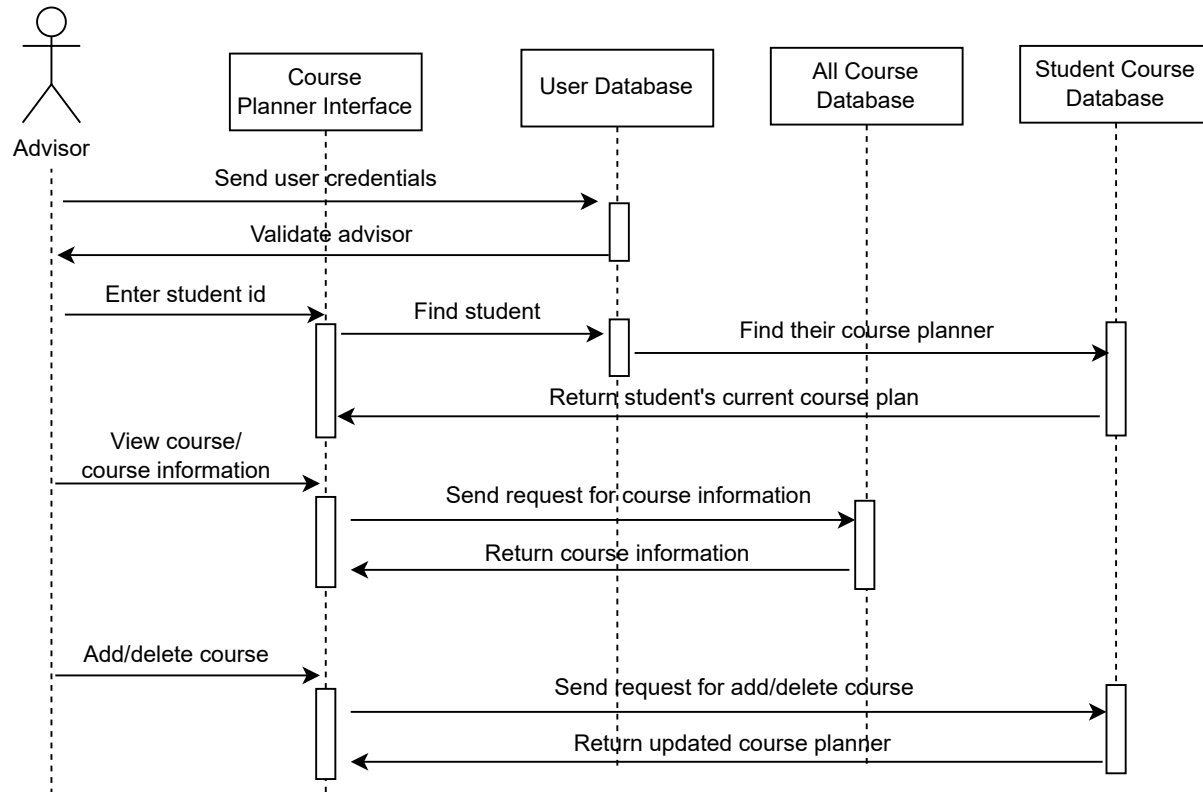 Advisor
Course
Planner Interface
User Database
All Course
Database
Student Course
Database
Send user credentials
Validate advisor
Enter student id
Find student
Find their course planner
Return student's current course plan
View course/
course information
Send request for course information
Return course information
Add/delete course
Send request for add/delete course
Return updated course planner